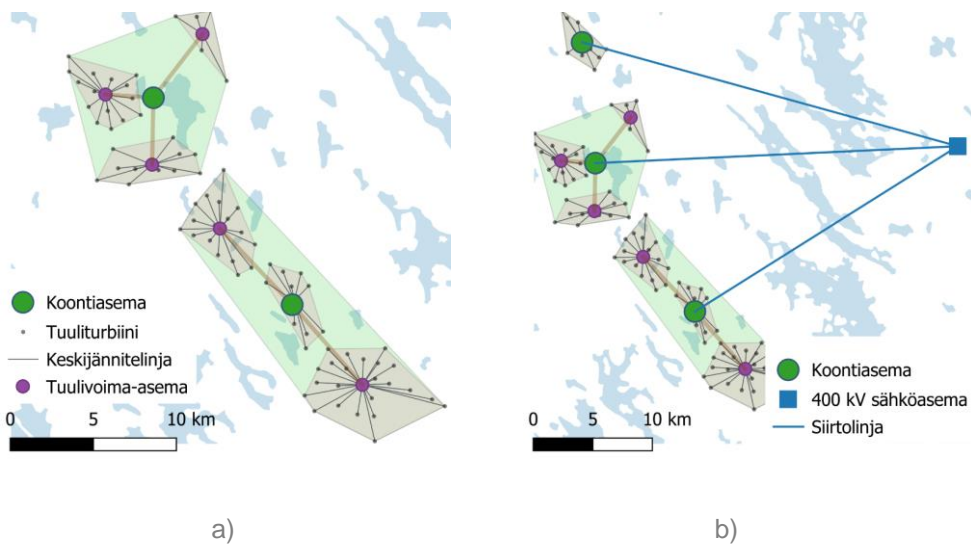 Koontiasema
Tuuliturbiini
Keskijännitelinja
Tuulivoima-asema
0 5 10 km
a)
Koontiasema
400 kV sähköasema
Siirtolinja
0 5 10 km
b)